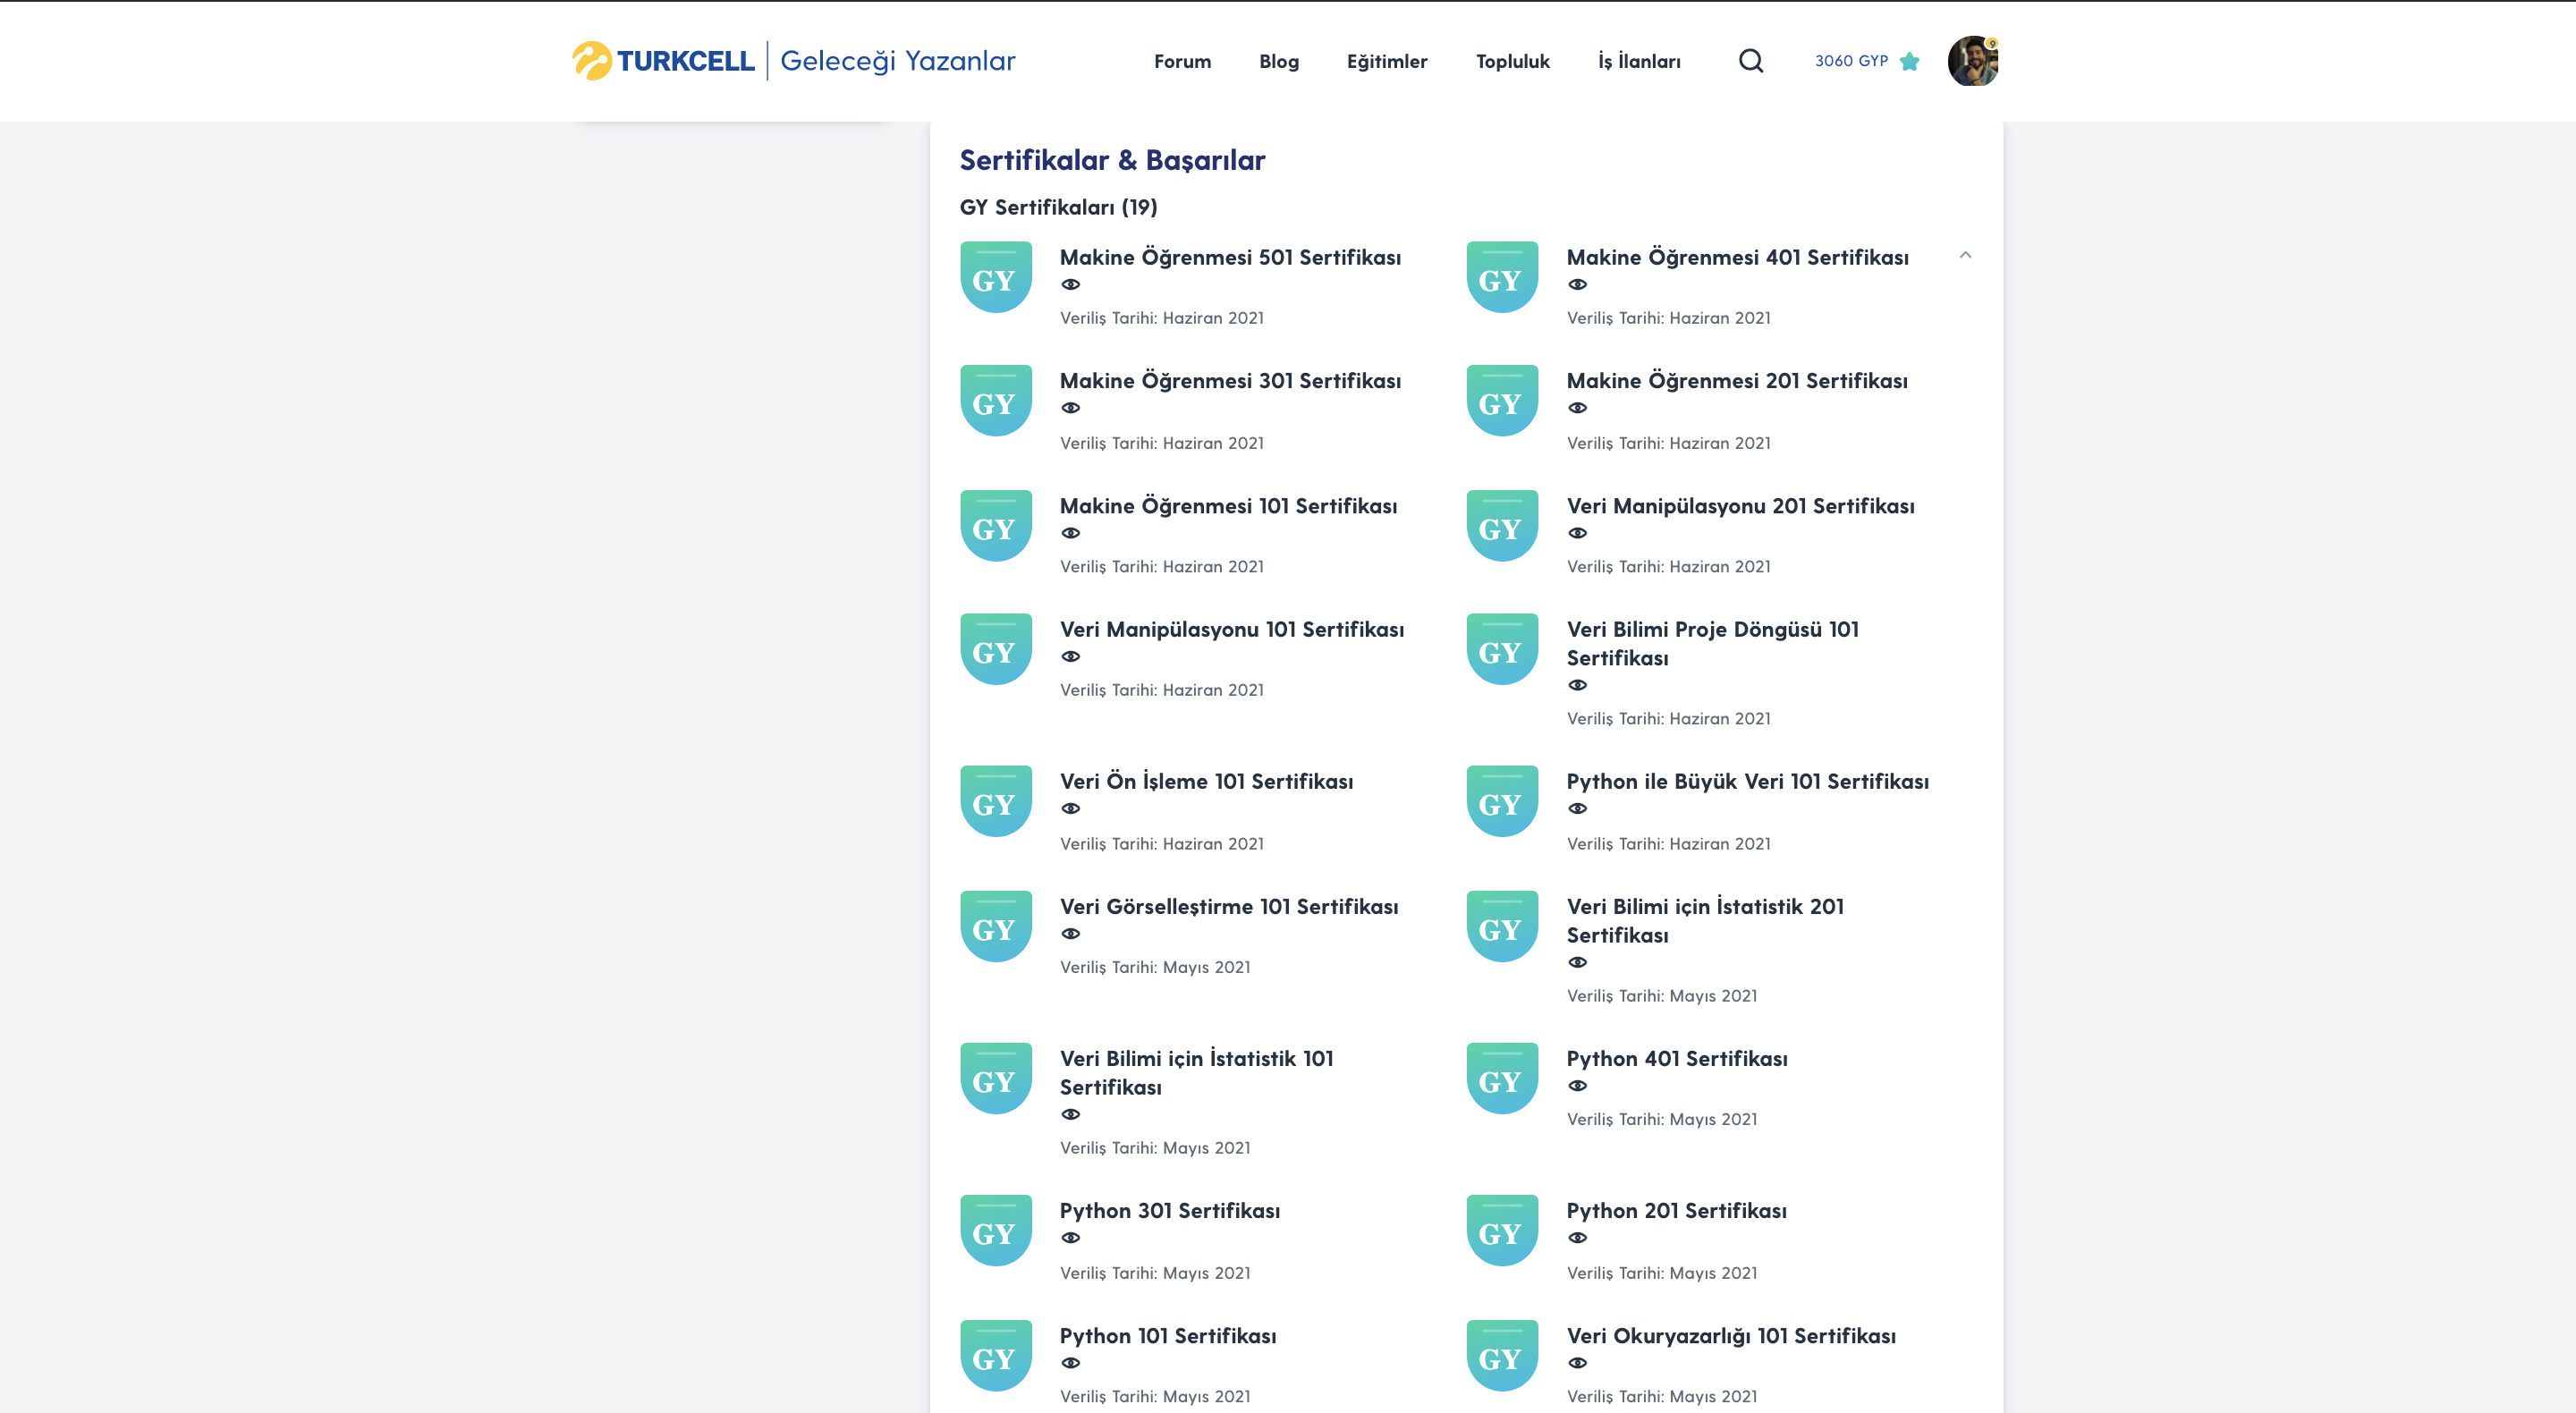 TURKCELL | Geleceği Yazanlar
Forum
Blog
Eğitimler
Topluluk
İş İlanları
3060 GYP
9
Sertifikalar & Başarılar
GY Sertifikaları (19)
GY
Makine Öğrenmesi 501 Sertifikası
Veriliş Tarihi: Haziran 2021
GY
Makine Öğrenmesi 401 Sertifikası
Veriliş Tarihi: Haziran 2021
GY
Makine Öğrenmesi 301 Sertifikası
Veriliş Tarihi: Haziran 2021
GY
Makine Öğrenmesi 201 Sertifikası
Veriliş Tarihi: Haziran 2021
GY
Makine Öğrenmesi 101 Sertifikası
Veriliş Tarihi: Haziran 2021
GY
Veri Manipülasyonu 201 Sertifikası
Veriliş Tarihi: Haziran 2021
GY
Veri Manipülasyonu 101 Sertifikası
Veriliş Tarihi: Haziran 2021
GY
Veri Bilimi Proje Döngüsü 101
Sertifikası
Veriliş Tarihi: Haziran 2021
GY
Veri Ön İşleme 101 Sertifikası
Veriliş Tarihi: Haziran 2021
GY
Python ile Büyük Veri 101 Sertifikası
Veriliş Tarihi: Haziran 2021
GY
Veri Görselleştirme 101 Sertifikası
Veriliş Tarihi: Mayıs 2021
GY
Veri Bilimi için İstatistik 201
Sertifikası
Veriliş Tarihi: Mayıs 2021
GY
Veri Bilimi için İstatistik 101
Sertifikası
Veriliş Tarihi: Mayıs 2021
GY
Python 401 Sertifikası
Veriliş Tarihi: Mayıs 2021
GY
Python 301 Sertifikası
Veriliş Tarihi: Mayıs 2021
GY
Python 201 Sertifikası
Veriliş Tarihi: Mayıs 2021
GY
Python 101 Sertifikası
Veriliş Tarihi: Mayıs 2021
GY
Veri Okuryazarlığı 101 Sertifikası
Veriliş Tarihi: Mayıs 2021